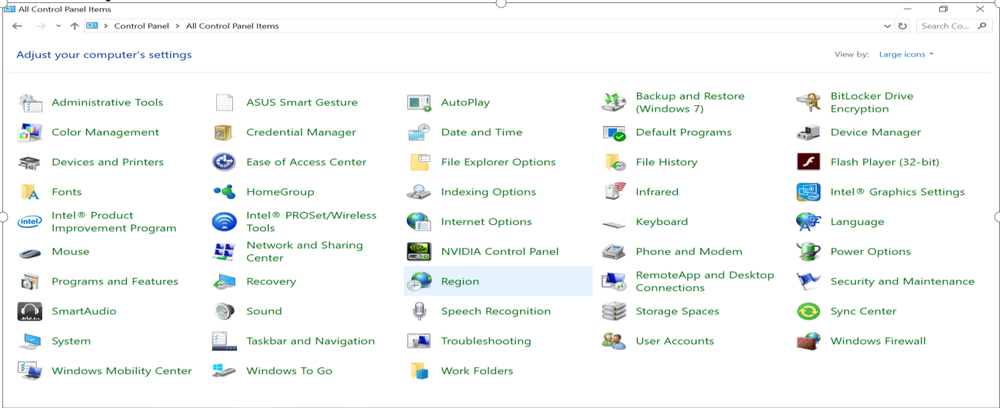 All Control Panel Items
Control Panel > All Control Panel Items
Search Co...
Adjust your computer's settings
View by: Large icons
Administrative Tools
ASUS Smart Gesture
AutoPlay
Backup and Restore
(Windows 7)
BitLocker Drive
Encryption
Color Management
Credential Manager
Date and Time
Default Programs
Device Manager
Devices and Printers
Ease of Access Center
File Explorer Options
File History
Flash Player (32-bit)
Fonts
HomeGroup
Indexing Options
Infrared
Intel® Graphics Settings
(intel)
Intel® Product
Improvement Program
Intel® PROSet/Wireless
Tools
Internet Options
Keyboard
Language
Mouse
Network and Sharing
Center
NVIDIA Control Panel
Phone and Modem
Power Options
Programs and Features
Recovery
Region
RemoteApp and Desktop
Connections
Security and Maintenance
SmartAudio
Sound
Speech Recognition
Storage Spaces
Sync Center
System
Taskbar and Navigation
Troubleshooting
User Accounts
Windows Firewall
Windows Mobility Center
Windows To Go
Work Folders